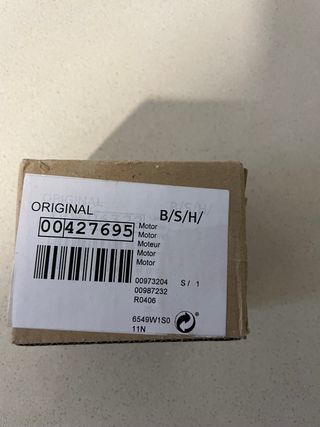 ORIGINAL B/S/H/
00427695
Motor
Motor
Moteur
Motor
Motor
00973204 S/ 1
00987232
R0406
6549W1S0
11N